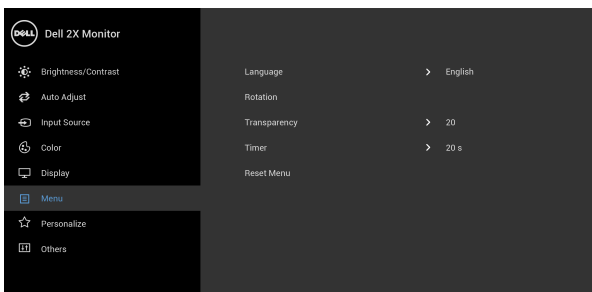 DELL Dell 2X Monitor
Brightness/Contrast
Auto Adjust
Input Source
Color
Display
Menu
Personalize
Others
Language > English
Rotation
Transparency > 20
Timer > 20 s
Reset Menu